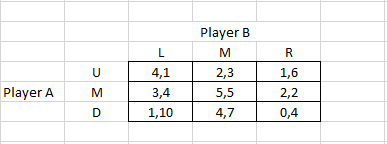 Player B
L M R
U 4,1 2,3 1,6
Player A M 3,4 5,5 2,2
D 1,10 4,7 0,4